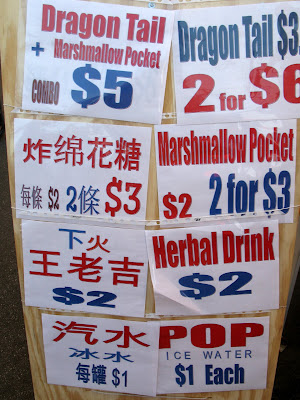 Dragon Tail
+ Marshmallow Pocket
COMBO $5
Dragon Tail $3
2 for $6
炸绵花糖
每條 $2 2條 $3
Marshmallow Pocket
$2 2 for $3
下火
王老吉
$2
Herbal Drink
$2
汽水
冰水
每罐 $1
POP
ICE WATER
$1 Each